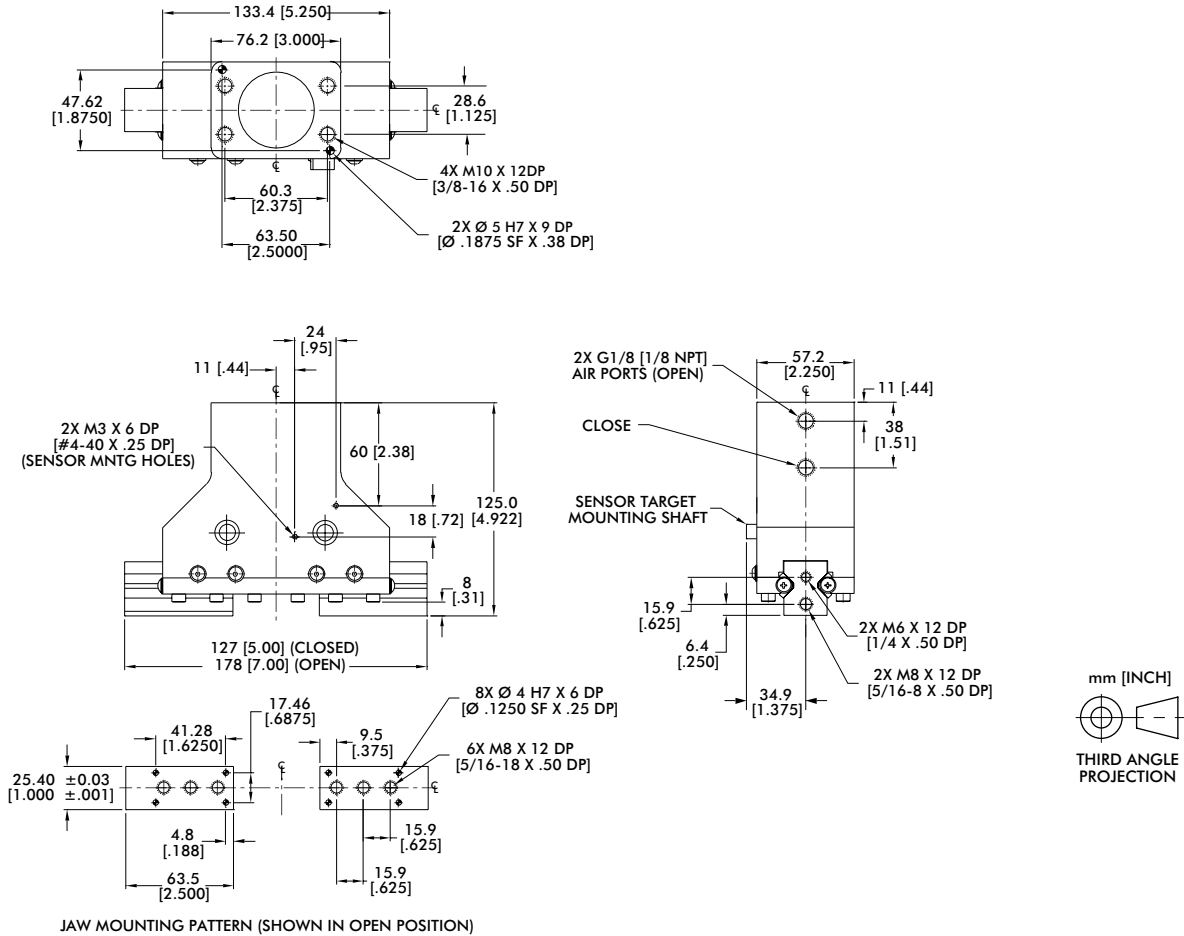 133.4 [5.250]
76.2 [3.000]
47.62
[1.8750]
28.6
[1.125]
℄
℄
4X M10 X 12DP
[3/8-16 X .50 DP]
60.3
[2.375]
2X Ø 5 H7 X 9 DP
[Ø .1875 SF X .38 DP]
63.50
[2.5000]
24
[.95]
11 [.44]
℄
2X M3 X 6 DP
[#4-40 X .25 DP]
(SENSOR MNTG HOLES)
60 [2.38]
125.0
[4.922]
18 [.72]
8
[.31]
127 [5.00] (CLOSED)
178 [7.00] (OPEN)
2X G1/8 [1/8 NPT]
AIR PORTS (OPEN)
57.2
[2.250]
℄
11 [.44]
38
[1.51]
CLOSE
SENSOR TARGET
MOUNTING SHAFT
15.9
[.625]
6.4
[.250]
2X M6 X 12 DP
[1/4 X .50 DP]
2X M8 X 12 DP
[5/16-8 X .50 DP]
34.9
[1.375]
mm [INCH]
THIRD ANGLE
PROJECTION
17.46
[.6875]
41.28
[1.6250]
8X Ø 4 H7 X 6 DP
[Ø .1250 SF X .25 DP]
9.5
[.375]
6X M8 X 12 DP
[5/16-18 X .50 DP]
25.40 ±0.03
[1.000 ±.001]
℄
℄
4.8
[.188]
15.9
[.625]
63.5
[2.500]
15.9
[.625]
JAW MOUNTING PATTERN (SHOWN IN OPEN POSITION)